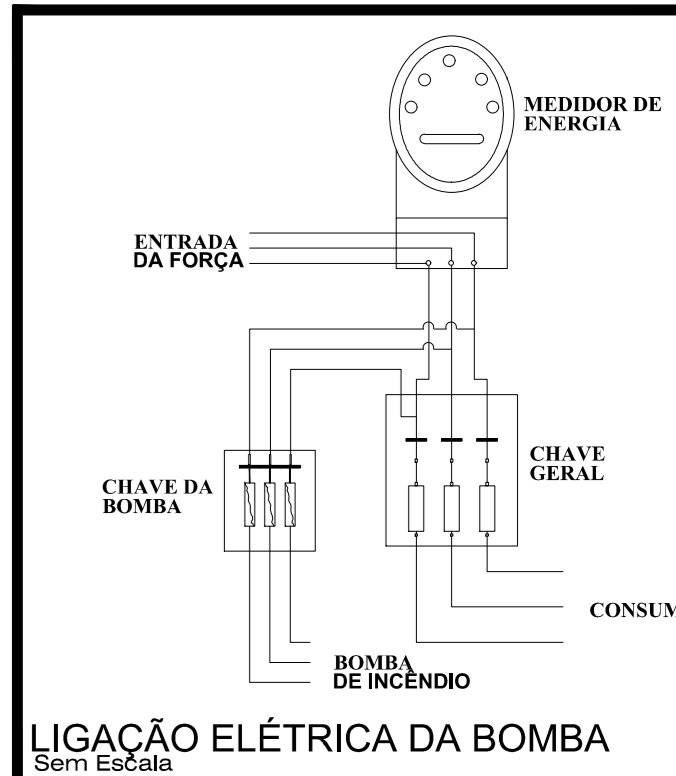 MEDIDOR DE
ENERGIA
ENTRADA
DA FORÇA
CHAVE
GERAL
CHAVE DA
BOMBA
CONSUM
BOMBA
DE INCÊNDIO
LIGAÇÃO ELÉTRICA DA BOMBA
Sem Escala